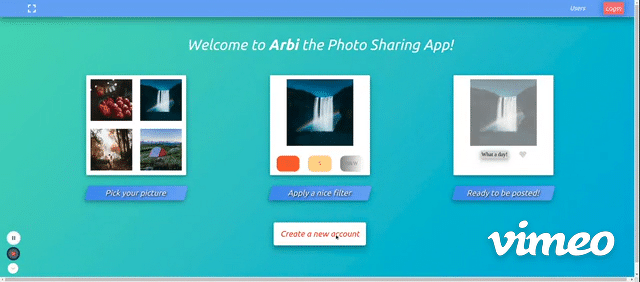 Users
Login
Welcome to Arbi the Photo Sharing App!
What a day!
Pick your picture
Apply a nice filter
Ready to be posted!
Create a new account
vimeo